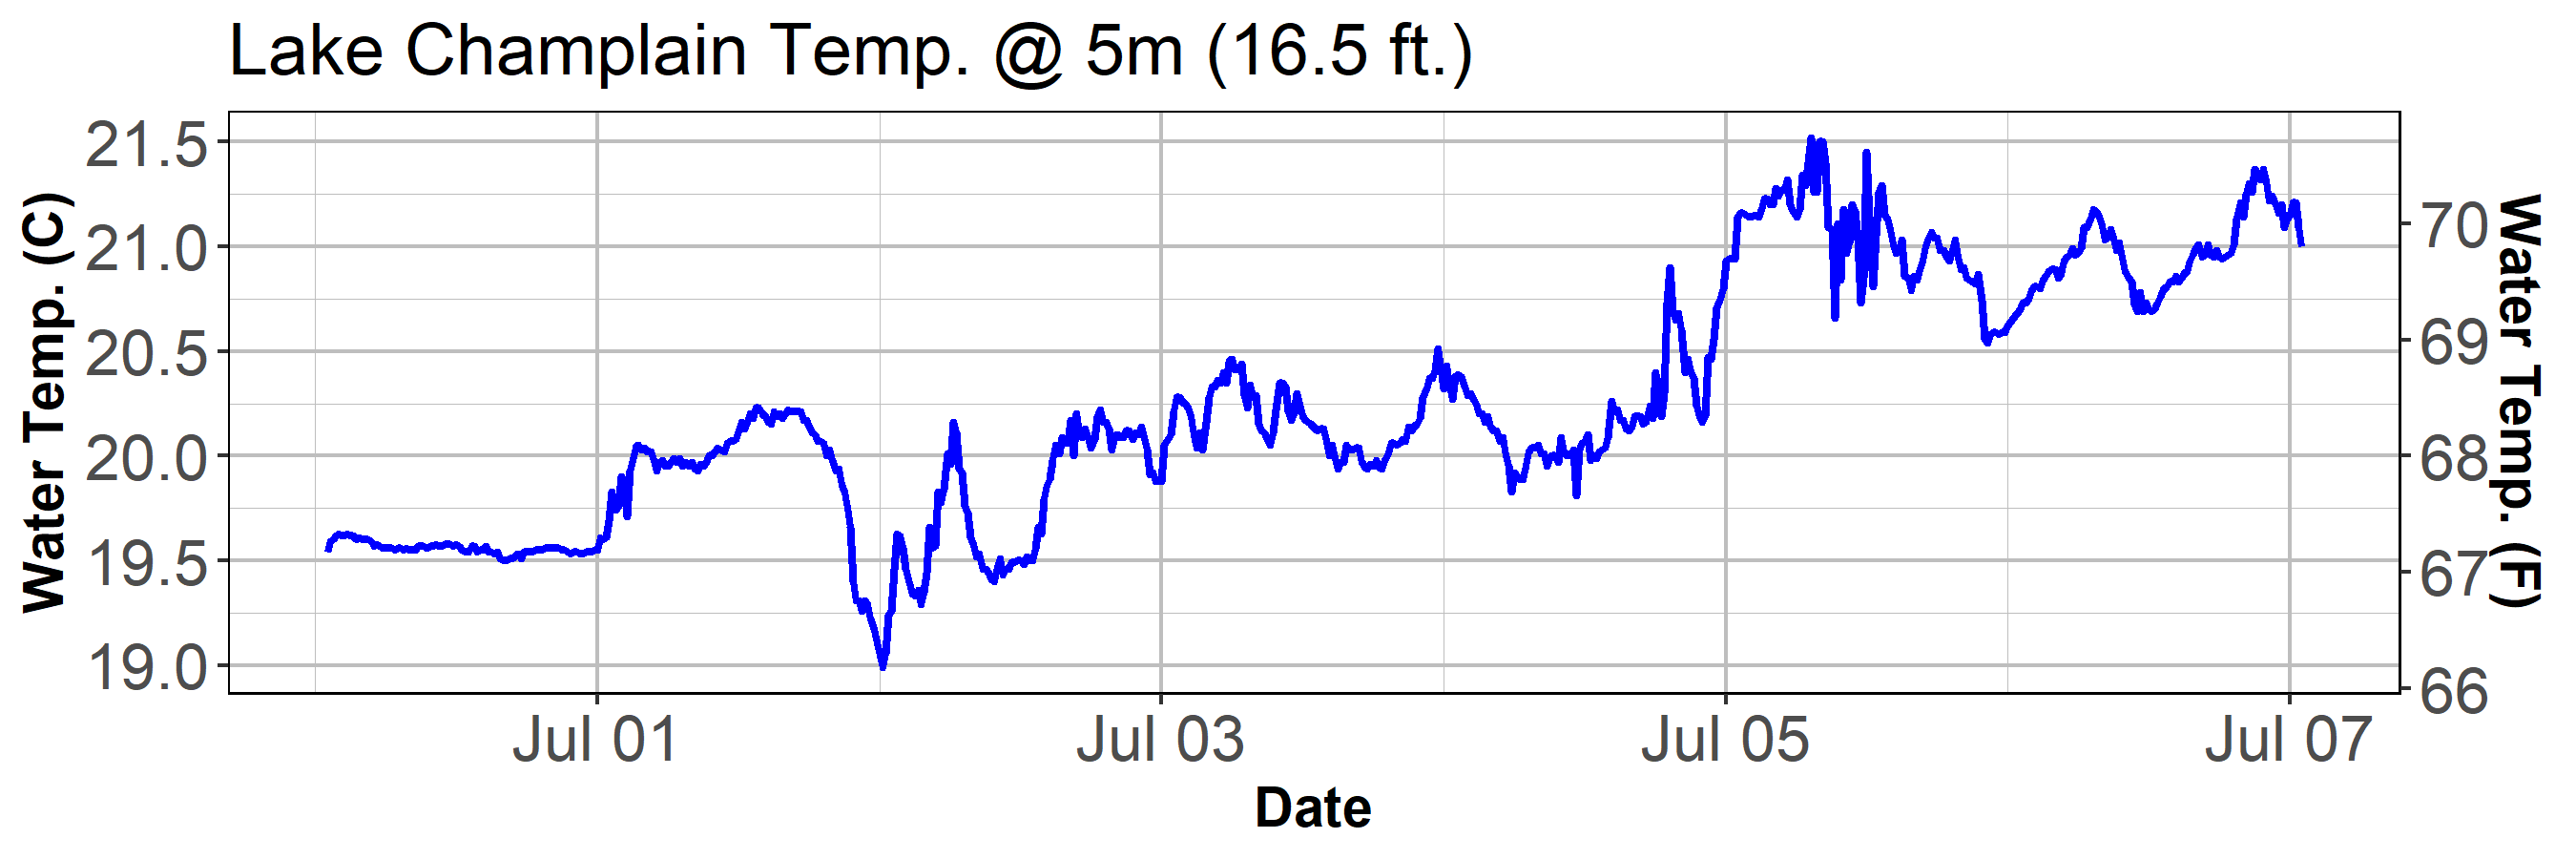 Lake Champlain Temp. @ 5m (16.5 ft.)
Water Temp. (C)
21.5
21.0
20.5
20.0
19.5
19.0
70
69
68
67
66
Water Temp. (F)
Jul 01 Jul 03 Jul 05 Jul 07
Date